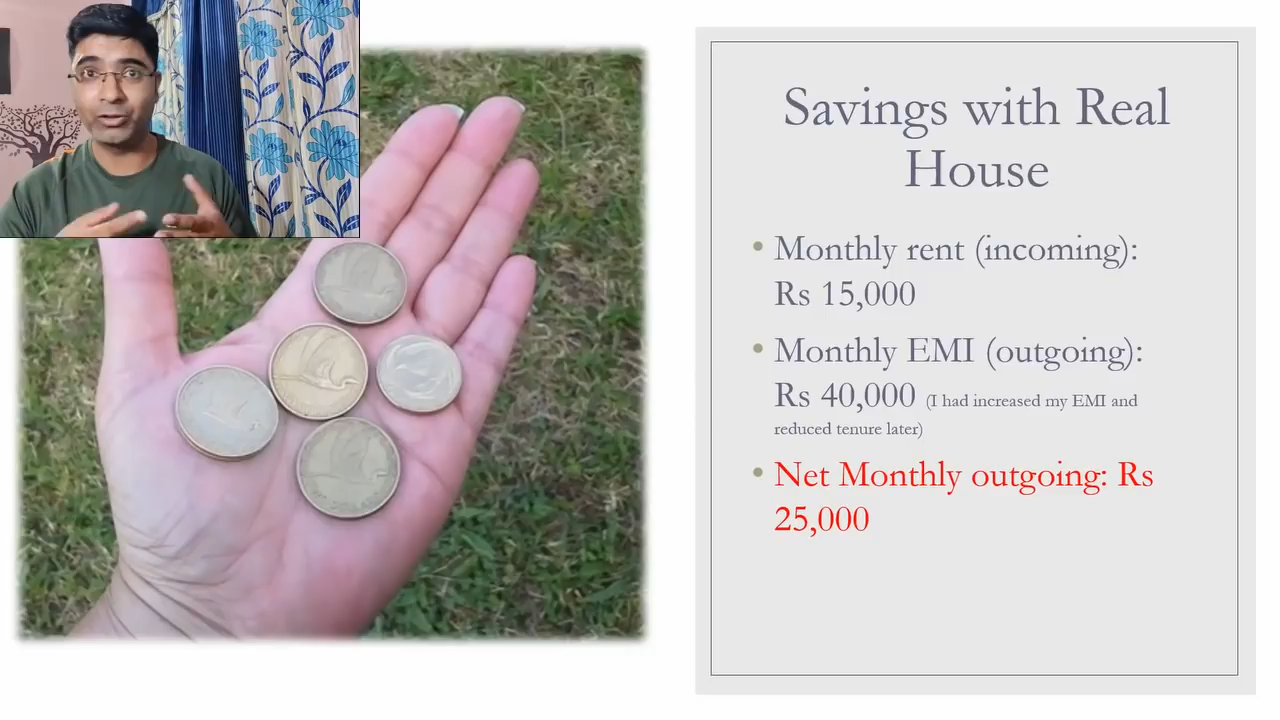 Savings with Real
House
• Monthly rent (incoming):
Rs 15,000
• Monthly EMI (outgoing):
Rs 40,000 (I had increased my EMI and
reduced tenure later)
• Net Monthly outgoing: Rs
25,000